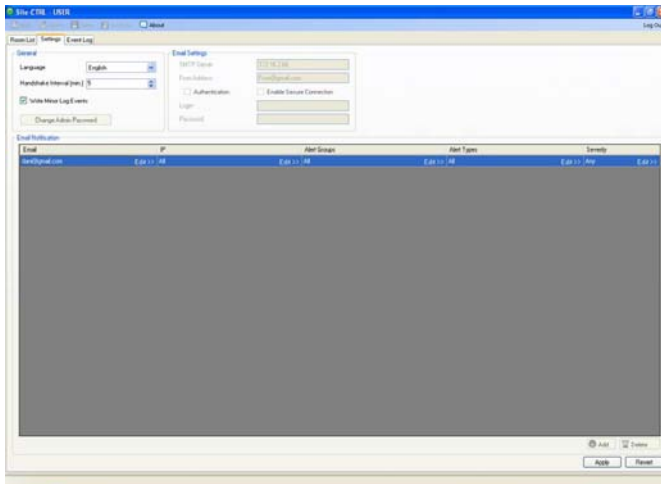 Site CTRL - USER
About
Log Ou
Room List Settings Event Log
General
Language English
Handshake Interval (min.) 5
Write Minor Log Events
Change Admin Password
Email Settings
SMTP Server
From Address
Authentication Enable Secure Connection
Login
Password
Email Notification
Email IP Alert Groups Alert Types Severity
Edit >> All Edit >> All Edit >> All Edit >> Any Edit >>
Add Delete
Apply Revert